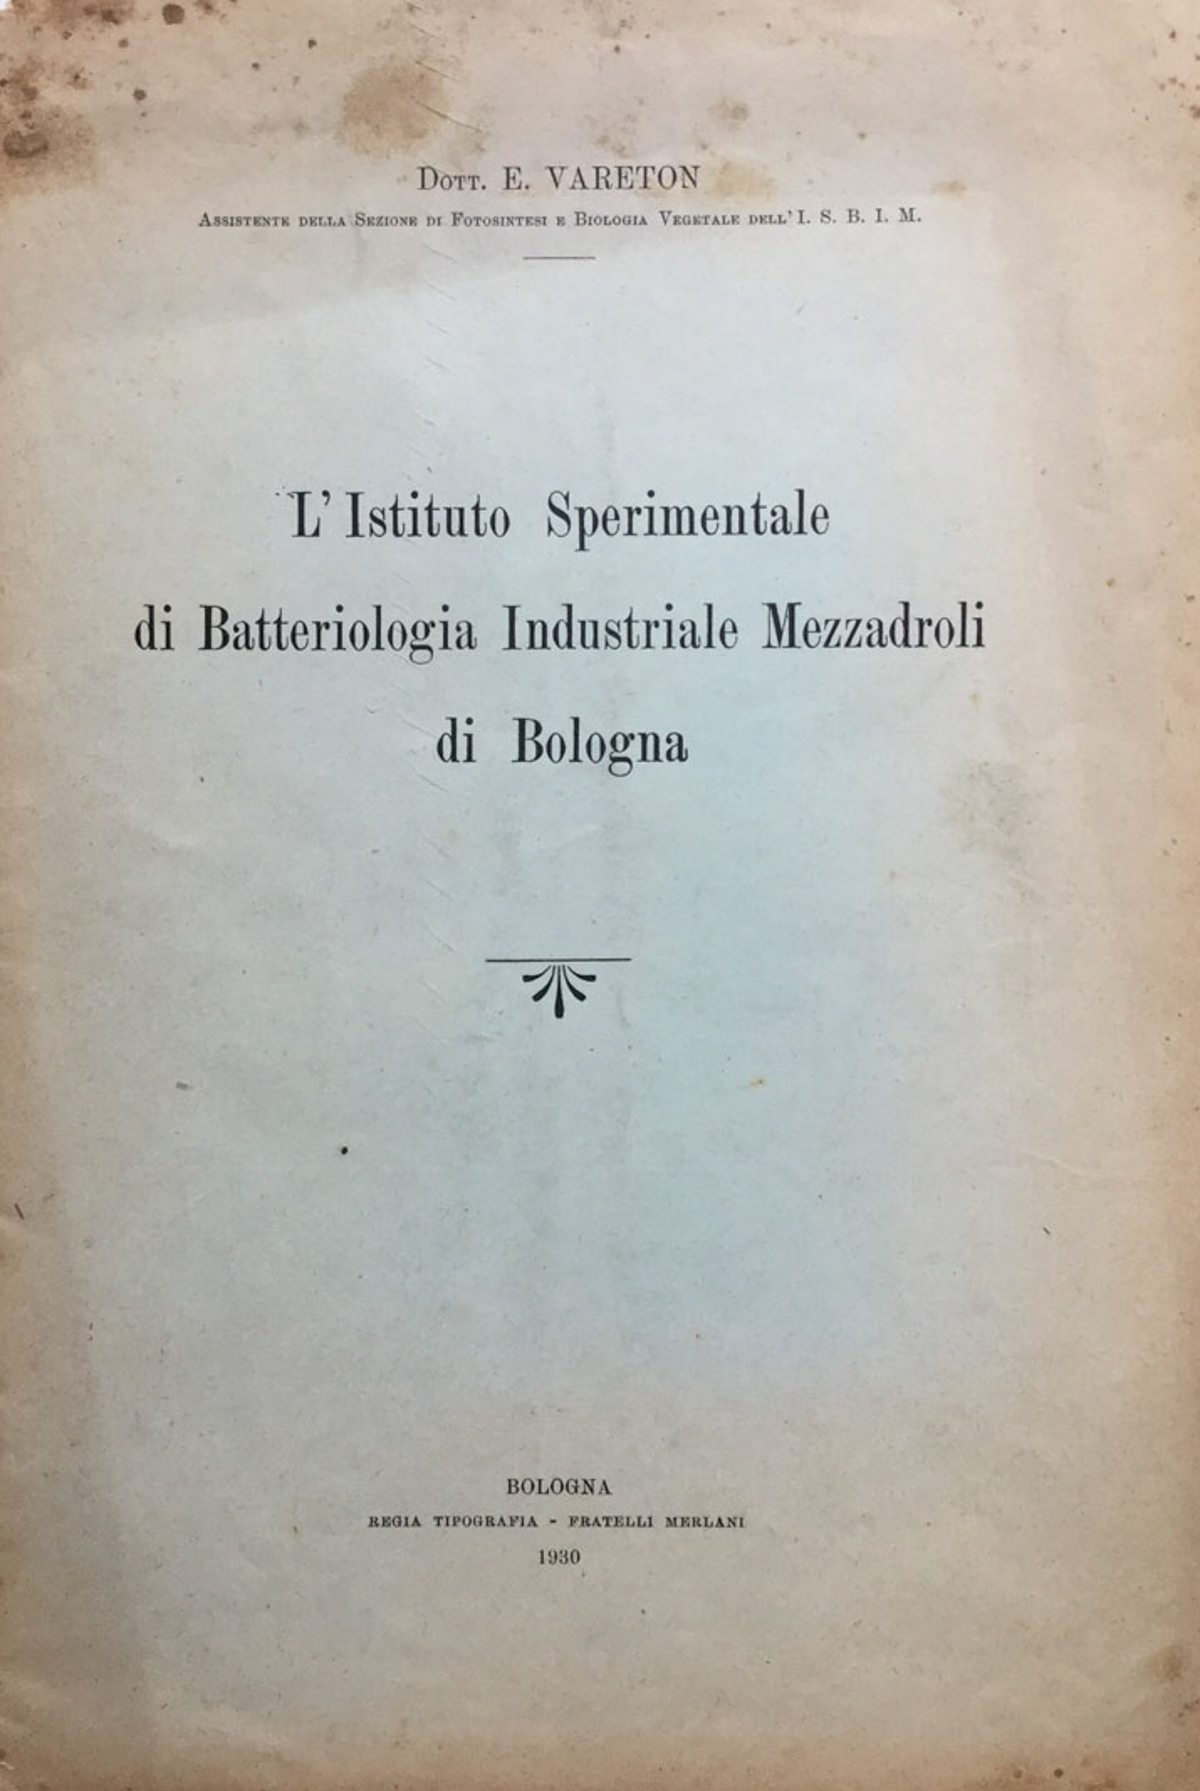 Dott. E. VARETON
Assistente della Sezione di Fotosintesi e Biologia Vegetale dell' I. S. B. I. M.
L' Istituto Sperimentale
di Batteriologia Industriale Mezzadroli
di Bologna
BOLOGNA
REGIA TIPOGRAFIA - FRATELLI MERLANI
1930